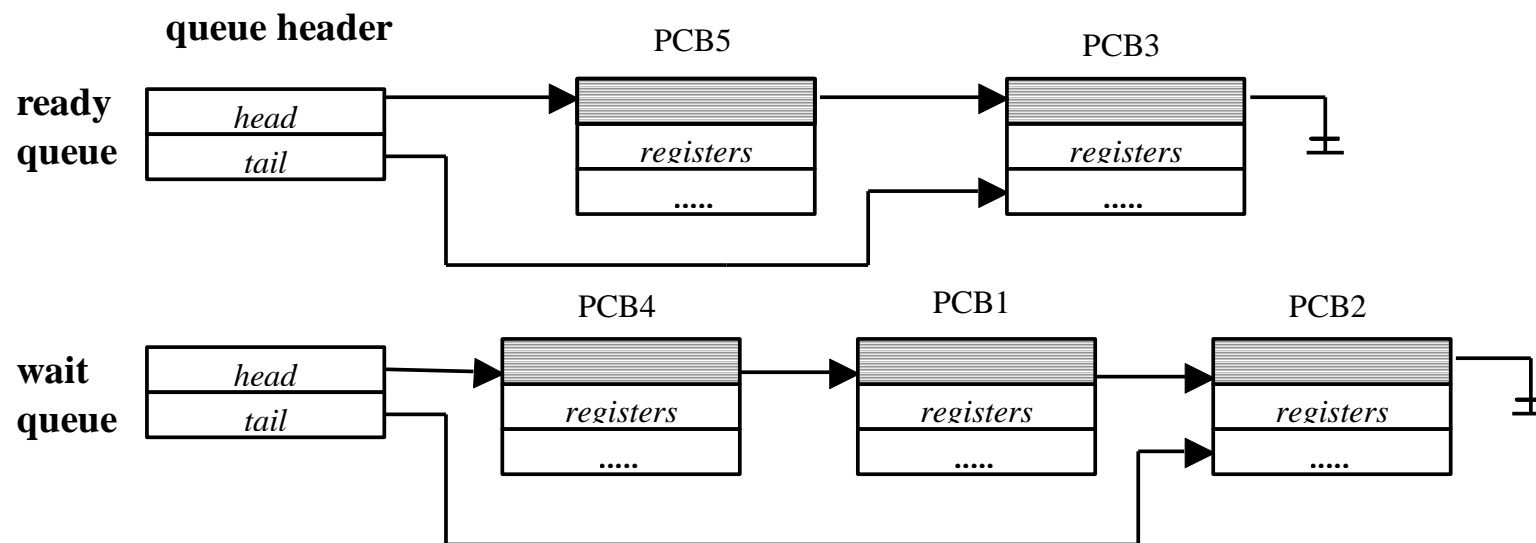 queue header
PCB5
PCB3
ready
queue
head
tail
registers
.....
registers
.....
PCB4
PCB1
PCB2
wait
queue
head
tail
registers
.....
registers
.....
registers
.....